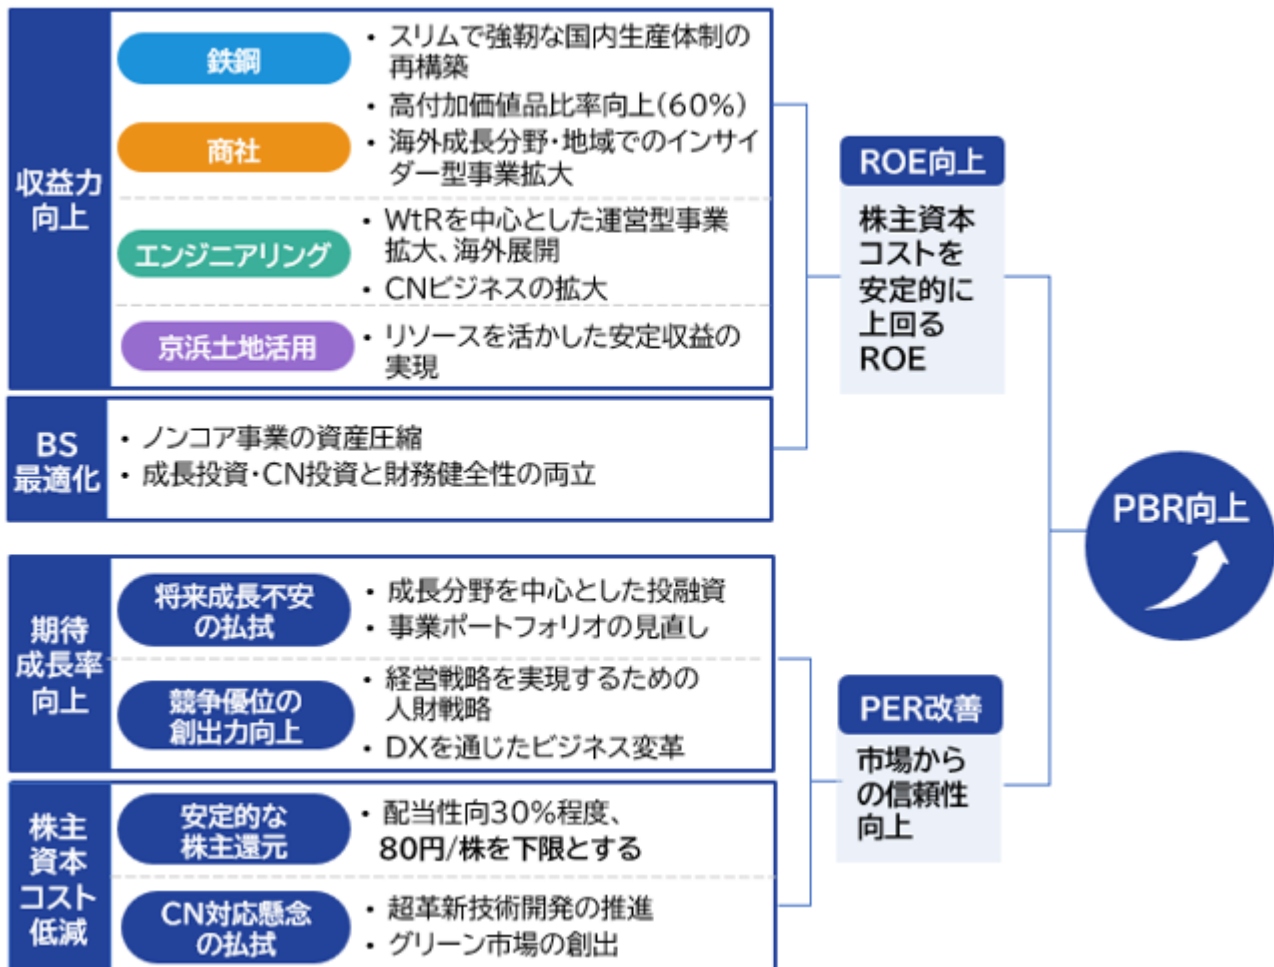 収益力
向上
鉄鋼
・スリムで強靭な国内生産体制の
再構築
・高付加価値品比率向上(60%)
商社
・海外成長分野・地域でのインサイ
ダー型事業拡大
エンジニアリング
・WtRを中心とした運営型事業
拡大、海外展開
・CNビジネスの拡大
京浜土地活用
・リソースを活かした安定収益の
実現
BS
最適化
・ノンコア事業の資産圧縮
・成長投資・CN投資と財務健全性の両立
ROE向上
株主資本
コストを
安定的に
上回る
ROE
期待
成長率
向上
将来成長不安
の払拭
・成長分野を中心とした投融資
・事業ポートフォリオの見直し
競争優位の
創出力向上
・経営戦略を実現するための
人財戦略
・DXを通じたビジネス変革
株主
資本
コスト
低減
安定的な
株主還元
・配当性向30%程度、
80円/株を下限とする
CN対応懸念
の払拭
・超革新技術開発の推進
・グリーン市場の創出
PER改善
市場から
の信頼性
向上
PBR向上